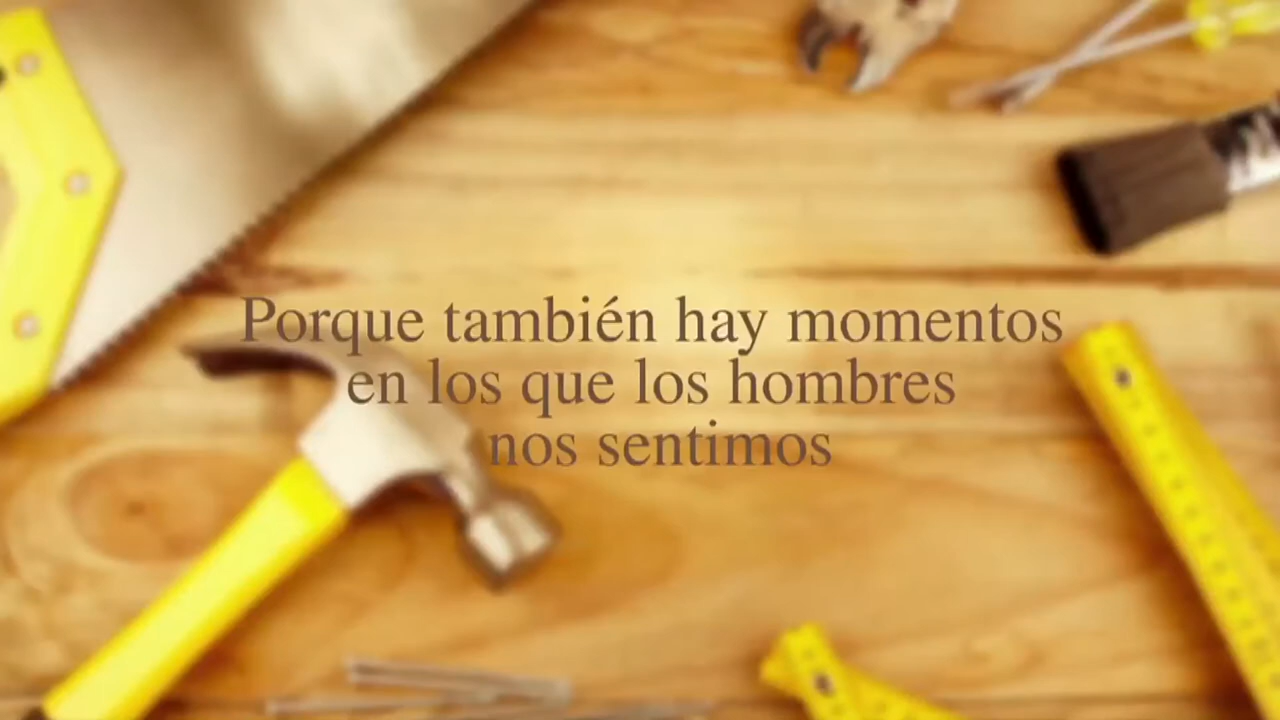 Porque también hay momentos
en los que los hombres
nos sentimos